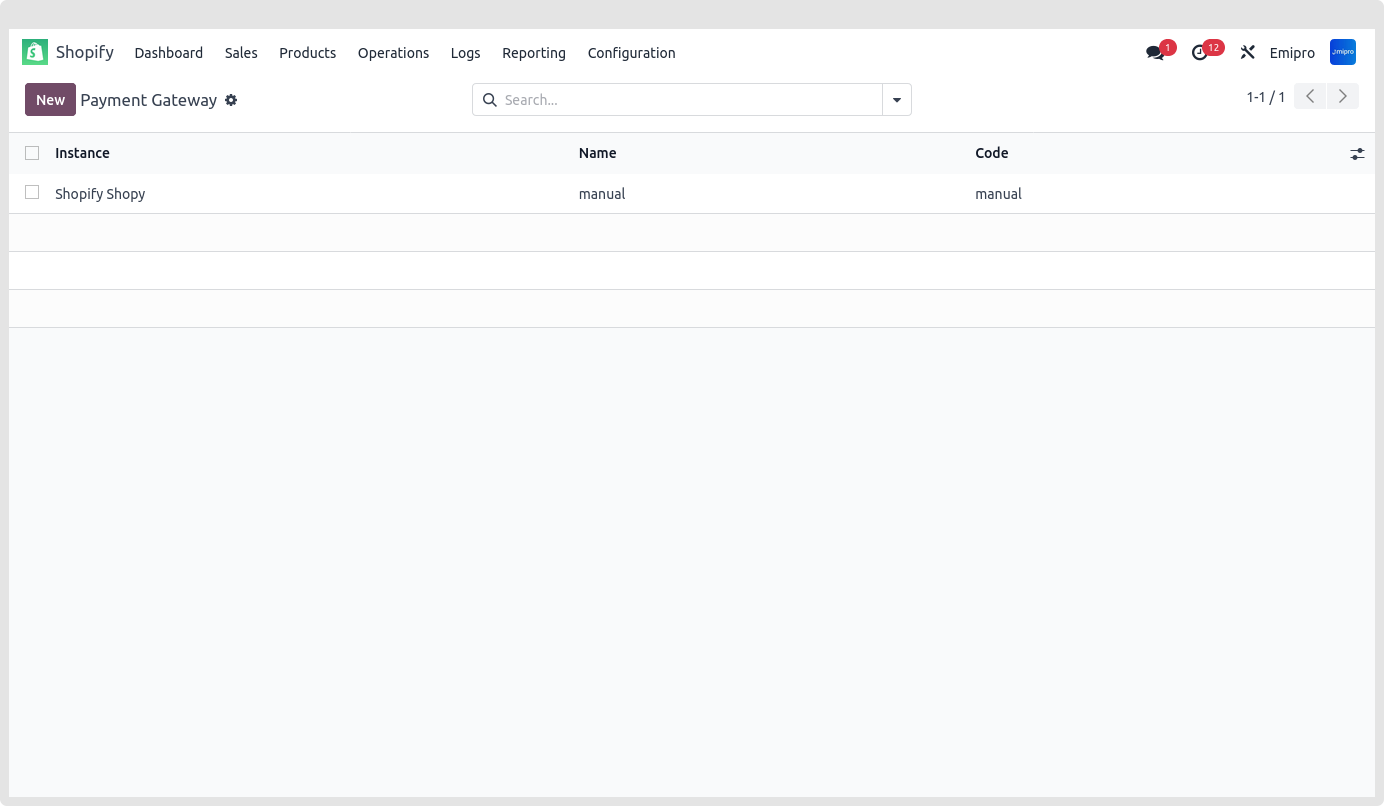 Shopify Dashboard Sales Products Operations Logs Reporting Configuration 1 12 Emipro emipro
New Payment Gateway Search... 1-1 / 1
Instance Name Code
Shopify Shopy manual manual